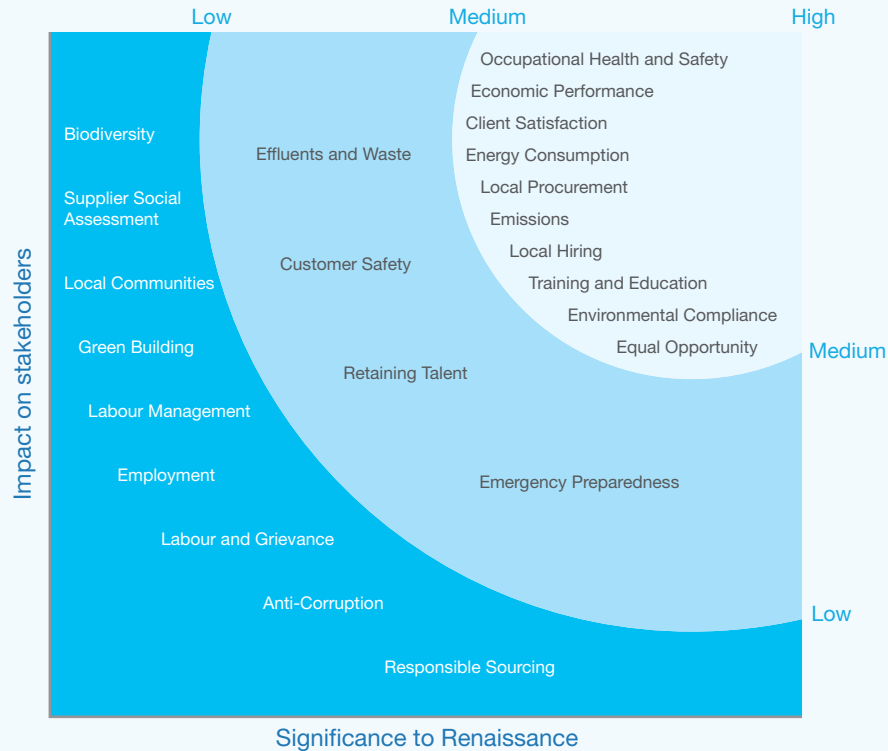 Low
Medium
High
Occupational Health and Safety
Economic Performance
Client Satisfaction
Energy Consumption
Local Procurement
Emissions
Local Hiring
Training and Education
Environmental Compliance
Equal Opportunity
Medium
Effluents and Waste
Customer Safety
Retaining Talent
Emergency Preparedness
Low
Biodiversity
Supplier Social
Assessment
Local Communities
Green Building
Labour Management
Employment
Labour and Grievance
Anti-Corruption
Responsible Sourcing
Impact on stakeholders
Significance to Renaissance